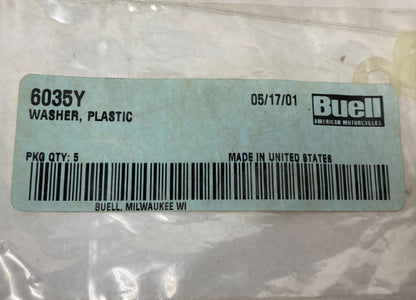 6035Y 05/17/01 Buell
WASHER, PLASTIC AMERICAN MOTORCYCLES
PKG QTY: 5 MADE IN UNITED STATES
BUELL, MILWAUKEE WI